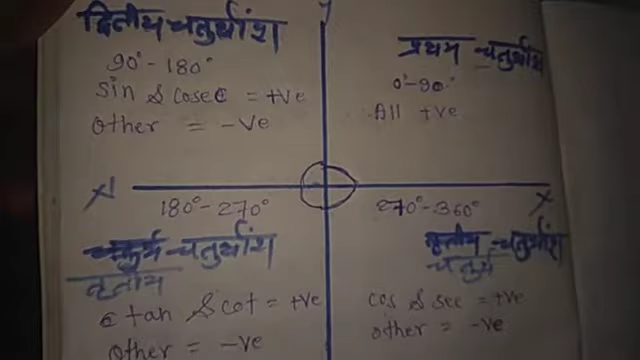 द्वितीय चतुर्थांश
90°-180°
sin & cosec = +ve
other = -ve
y
प्रथम चतुर्थांश
0°-90°
All +ve
X'
X
180°-270°
चतुर्थ चतुर्थांश
तृतीय
tan & cot = +ve
other = -ve
270°-360°
तृतीय चतुर्थांश
चतुर्थ
cos & sec = +ve
other = -ve